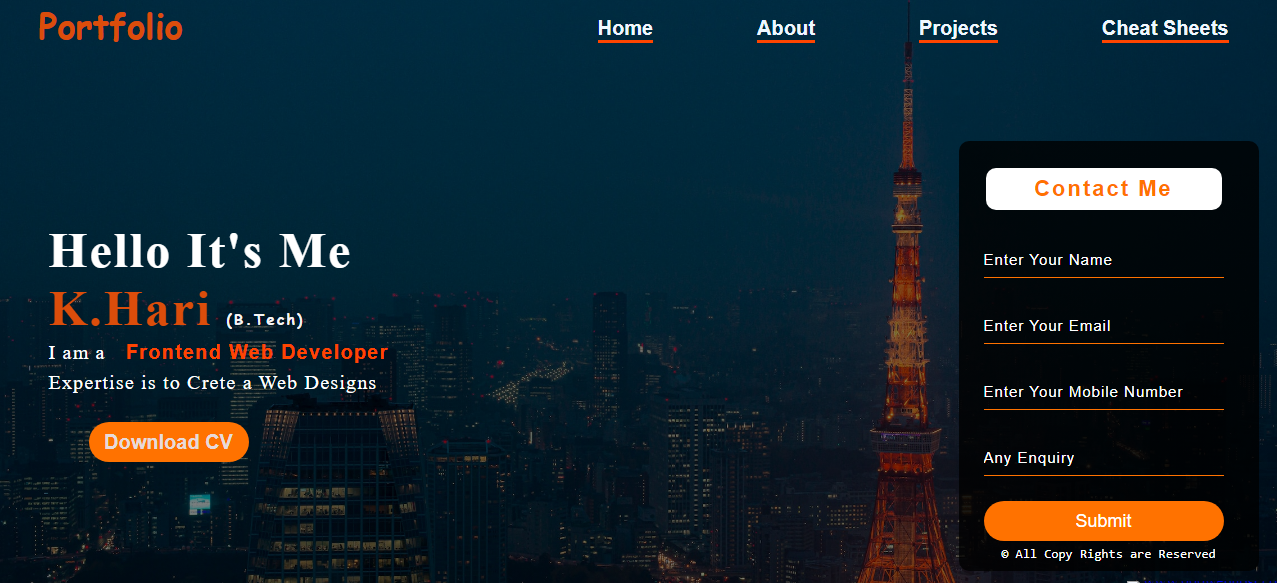 Portfolio
Home
About
Projects
Cheat Sheets
Hello It's Me
K.Hari (B.Tech)
I am a Frontend Web Developer
Expertise is to Crete a Web Designs
Download CV
Contact Me
Enter Your Name
Enter Your Email
Enter Your Mobile Number
Any Enquiry
Submit
© All Copy Rights are Reserved